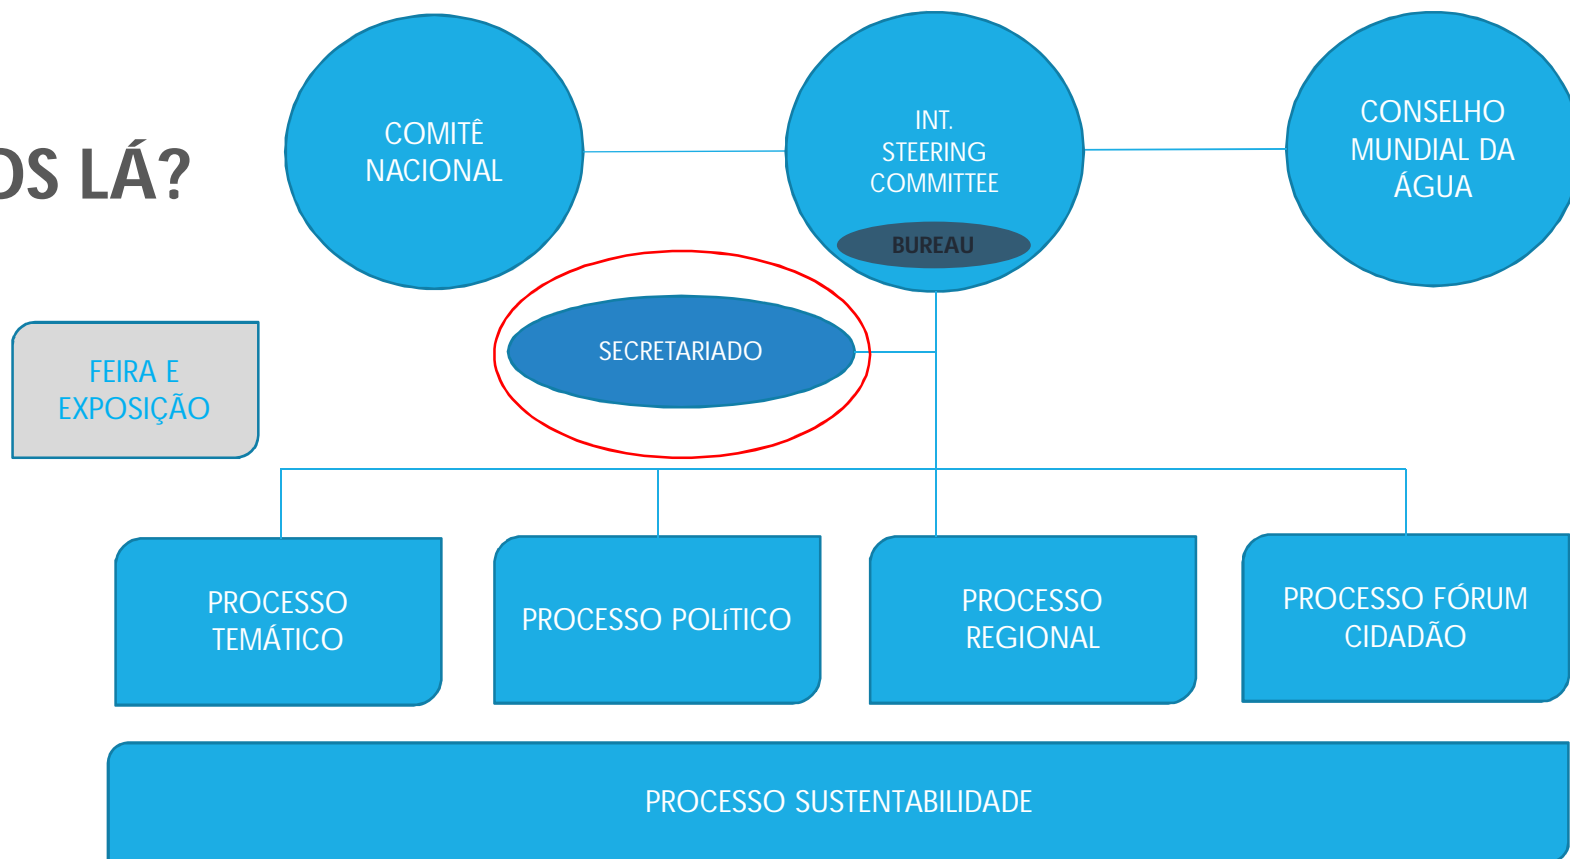 COMITÊ
NACIONAL
INT.
STEERING
COMMITTEE
BUREAU
CONSELHO
MUNDIAL DA
ÁGUA
OS LÁ?
SECRETARIADO
FEIRA E
EXPOSIÇÃO
PROCESSO
TEMÁTICO
PROCESSO POLíTICO
PROCESSO
REGIONAL
PROCESSO FÓRUM
CIDADÃO
PROCESSO SUSTENTABILIDADE